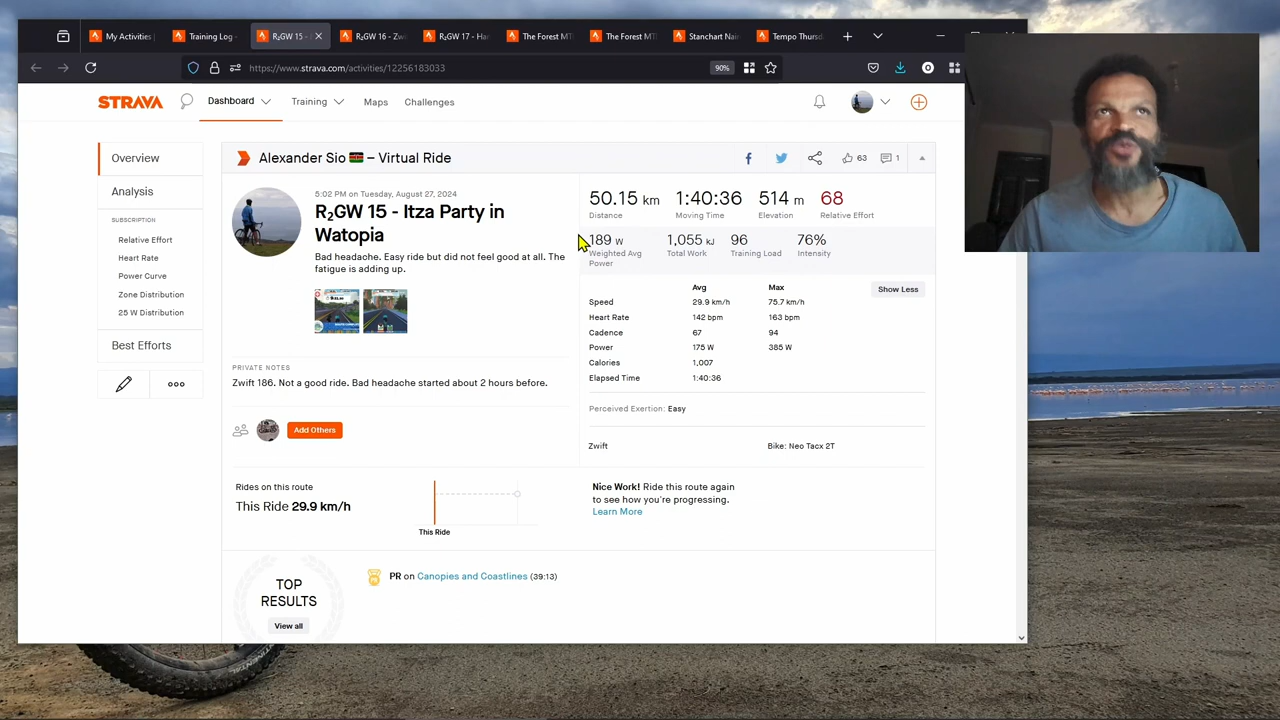 My Activities
Training Log -
R₂GW 15 -
R₂GW 16 - Zwi
R₂GW 17 - Har
The Forest MT
The Forest MT
Stanchart Nair
Tempo Thursd
https://www.strava.com/activities/12256183033
90%
STRAVA
Dashboard
Training
Maps
Challenges
Overview
Analysis
SUBSCRIPTION
Relative Effort
Heart Rate
Power Curve
Zone Distribution
25 W Distribution
Best Efforts
Alexander Sio 🇰🇪 – Virtual Ride
63
1
5:02 PM on Tuesday, August 27, 2024
R₂GW 15 - Itza Party in
Watopia
Bad headache. Easy ride but did not feel good at all. The
fatigue is adding up.
PRIVATE NOTES
Zwift 186. Not a good ride. Bad headache started about 2 hours before.
Add Others
50.15 km
Distance
1:40:36
Moving Time
514 m
Elevation
68
Relative Effort
189 W
Weighted Avg
Power
1,055 kJ
Total Work
96
Training Load
76%
Intensity
Avg Max
Show Less
Speed 29.9 km/h 75.7 km/h
Heart Rate 142 bpm 163 bpm
Cadence 67 94
Power 175 W 385 W
Calories 1,007
Elapsed Time 1:40:36
Perceived Exertion: Easy
Zwift
Bike: Neo Tacx 2T
Rides on this route
This Ride 29.9 km/h
This Ride
Nice Work! Ride this route again
to see how you're progressing.
Learn More
TOP
RESULTS
View all
PR on Canopies and Coastlines (39:13)